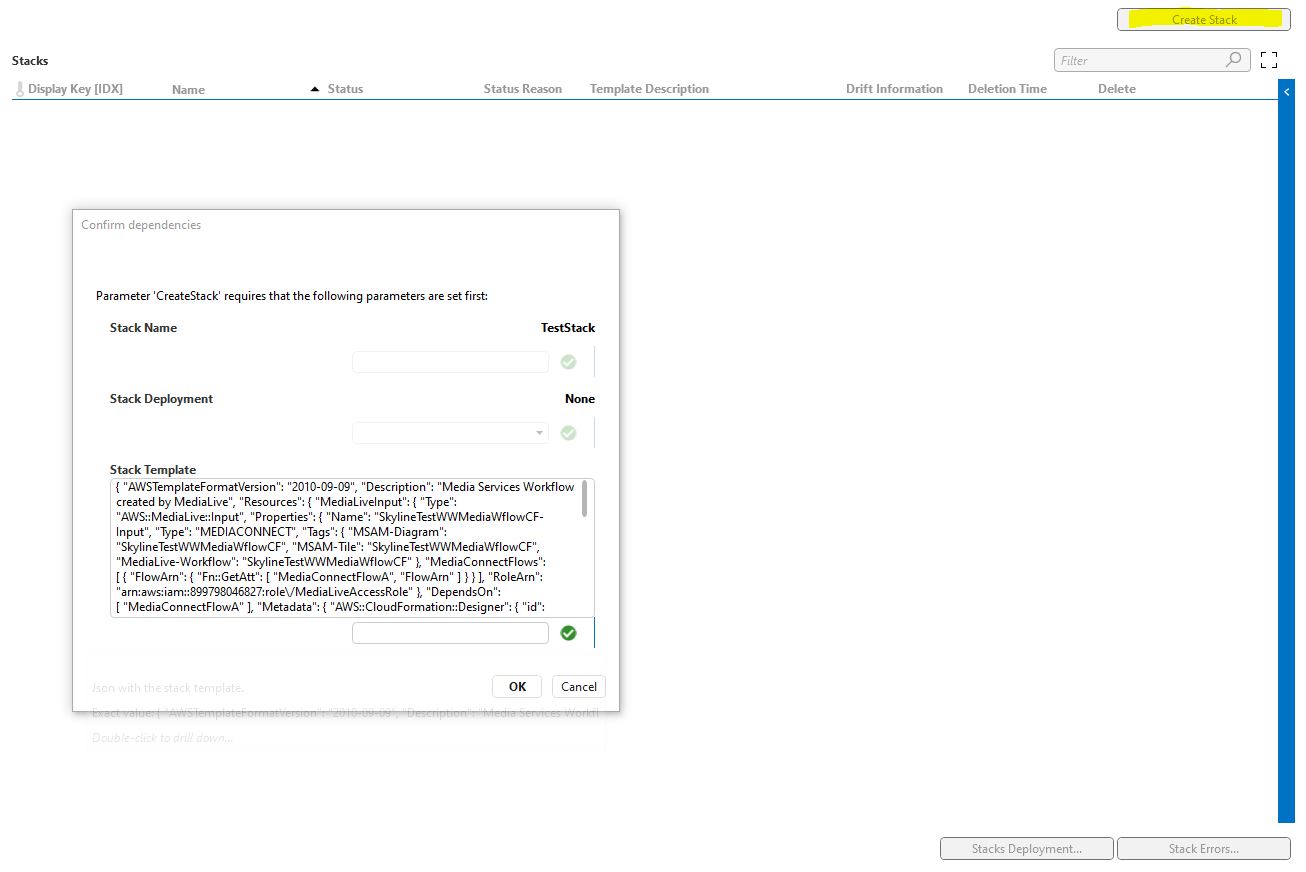 Create Stack
Stacks
Filter
Display Key [IDX] Name Status Status Reason Template Description Drift Information Deletion Time Delete
Confirm dependencies
Parameter 'CreateStack' requires that the following parameters are set first:
Stack Name TestStack
Stack Deployment None
Stack Template
{ "AWSTemplateFormatVersion": "2010-09-09", "Description": "Media Services Workflow
created by MediaLive", "Resources": { "MediaLiveInput": { "Type":
"AWS::MediaLive::Input", "Properties": { "Name": "SkylineTestWWMediaWflowCF-
Input", "Type": "MEDIACONNECT", "Tags": { "MSAM-Diagram":
"SkylineTestWWMediaWflowCF", "MSAM-Tile": "SkylineTestWWMediaWflowCF",
"MediaLive-Workflow": "SkylineTestWWMediaWflowCF" }, "MediaConnectFlows":
[ { "FlowArn": { "Fn::GetAtt": [ "MediaConnectFlowA", "FlowArn" ] } } ], "RoleArn":
"arn:aws:iam::899798046827:role\/MediaLiveAccessRole" }, "DependsOn":
[ "MediaConnectFlowA" ], "Metadata": { "AWS::CloudFormation::Designer": { "id":
Json with the stack template.
OK Cancel
Exact value: { "AWSTemplateFormatVersion": "2010-09-09", "Description": "Media Services Workfl
Double-click to drill down...
Stacks Deployment... Stack Errors...